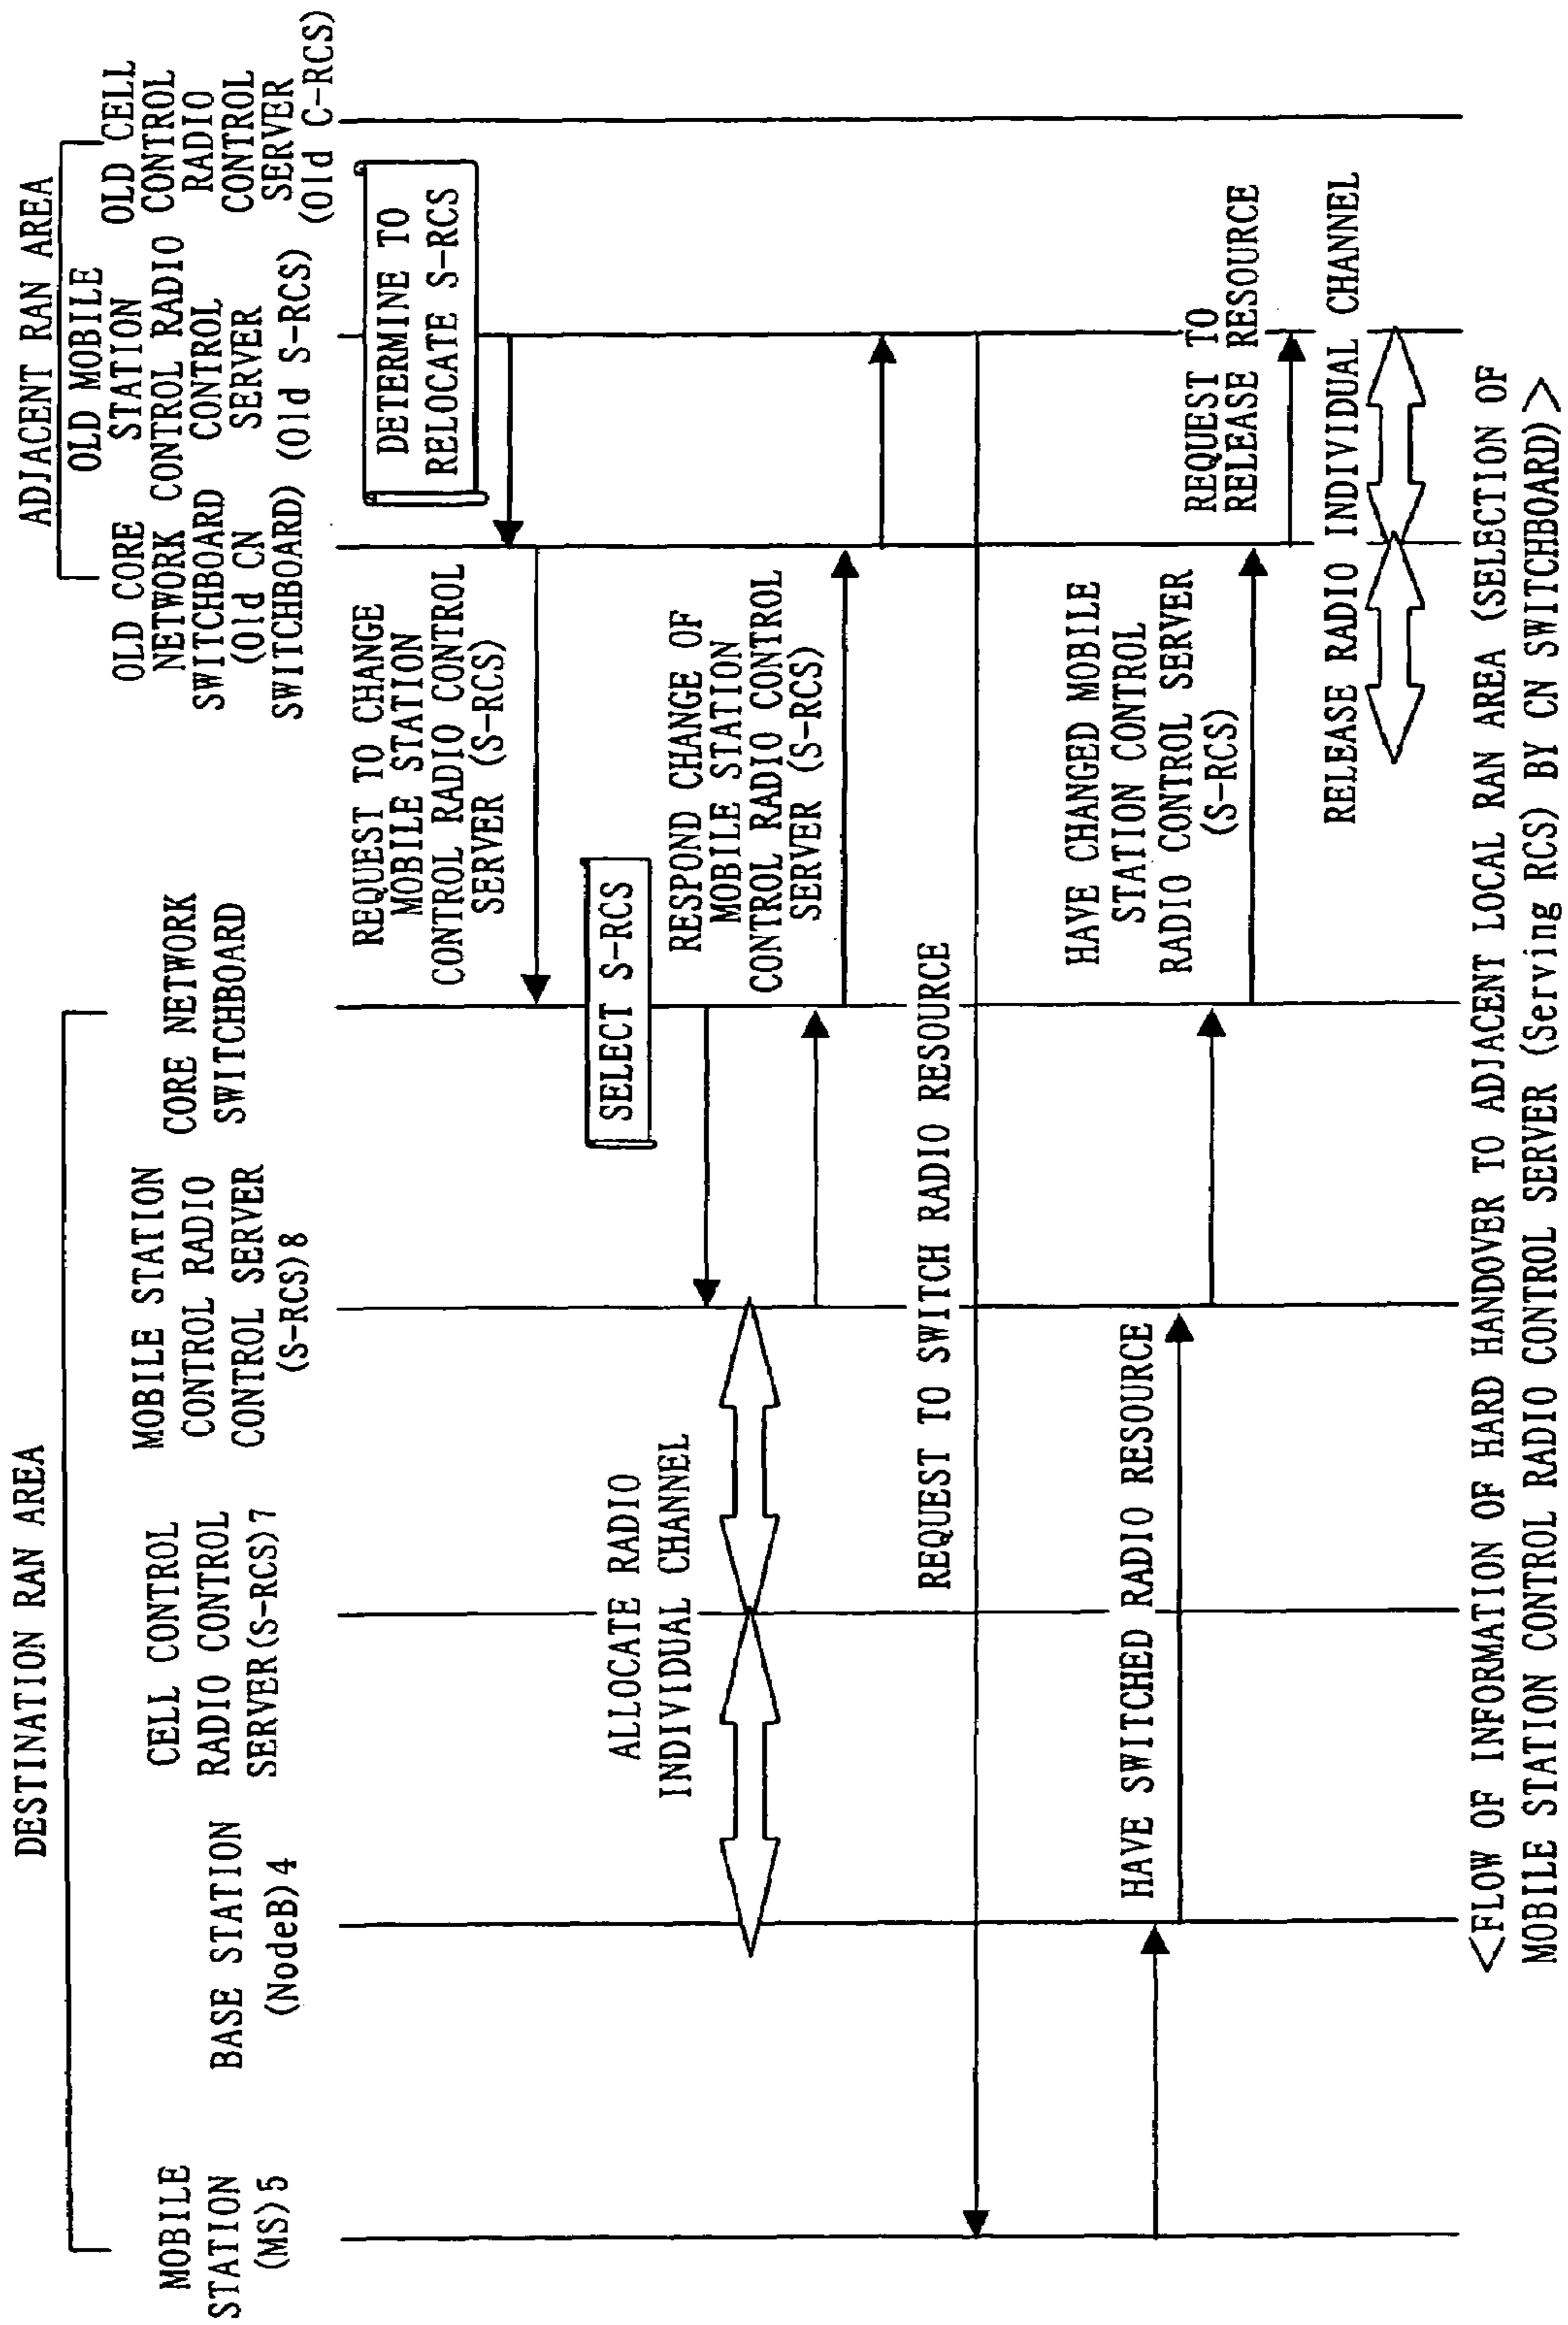 DESTINATION RAN AREA
ADJACENT RAN AREA
MOBILE
STATION
(MS)5
BASE STATION
(NodeB)4
CELL CONTROL
RADIO CONTROL
SERVER(S-RCS)7
MOBILE STATION
CONTROL RADIO
CONTROL SERVER
(S-RCS)8
CORE NETWORK
SWITCHBOARD
OLD CORE
NETWORK
SWITCHBOARD
(Old CN
SWITCHBOARD)
OLD MOBILE
STATION
CONTROL RADIO
CONTROL
SERVER
(Old S-RCS)
OLD CELL
CONTROL
RADIO
CONTROL
SERVER
(Old C-RCS)
DETERMINE TO
RELOCATE S-RCS
REQUEST TO CHANGE
MOBILE STATION
CONTROL RADIO CONTROL
SERVER (S-RCS)
SELECT S-RCS
ALLOCATE RADIO
INDIVIDUAL CHANNEL
RESPOND CHANGE OF
MOBILE STATION
CONTROL RADIO CONTROL
SERVER (S-RCS)
REQUEST TO SWITCH RADIO RESOURCE
HAVE SWITCHED RADIO RESOURCE
HAVE CHANGED MOBILE
STATION CONTROL
RADIO CONTROL SERVER
(S-RCS)
REQUEST TO
RELEASE RESOURCE
RELEASE RADIO INDIVIDUAL CHANNEL
<FLOW OF INFORMATION OF HARD HANDOVER TO ADJACENT LOCAL RAN AREA (SELECTION OF
MOBILE STATION CONTROL RADIO CONTROL SERVER (Serving RCS) BY CN SWITCHBOARD)>